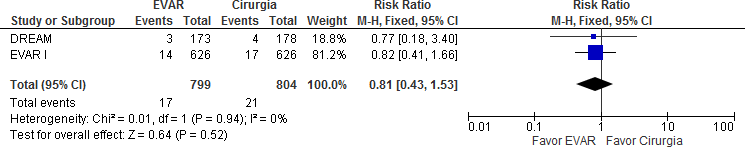 EVAR Cirurgia Risk Ratio Risk Ratio
Study or Subgroup Events Total Events Total Weight M-H, Fixed, 95% CI M-H, Fixed, 95% CI
DREAM 3 173 4 178 18.8% 0.77 [0.18, 3.40]
EVAR I 14 626 17 626 81.2% 0.82 [0.41, 1.66]
Total (95% CI) 799 804 100.0% 0.81 [0.43, 1.53]
Total events 17 21
Heterogeneity: Chi² = 0.01, df = 1 (P = 0.94); I² = 0%
Test for overall effect: Z = 0.64 (P = 0.52)
0.01 0.1 1 10 100
Favor EVAR Favor Cirurgia